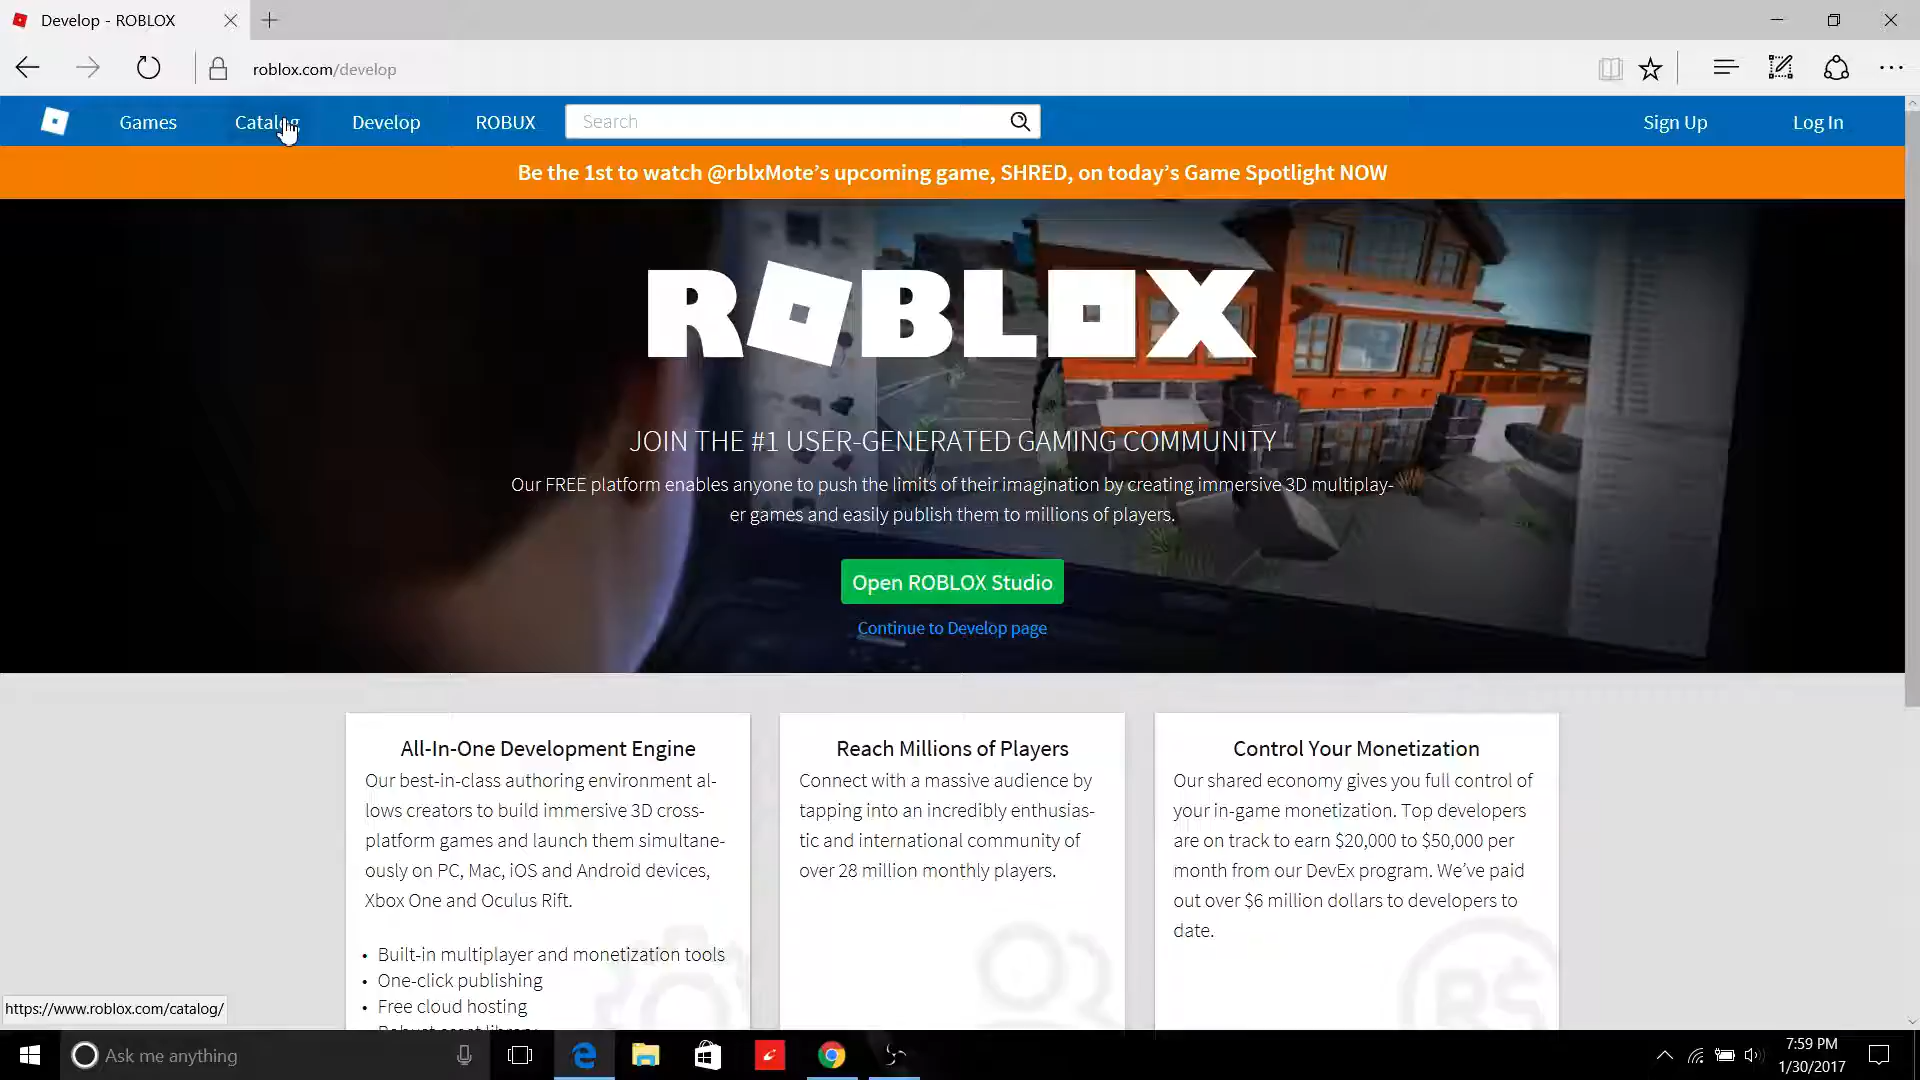 Develop - ROBLOX
roblox.com/develop
Games Catalog Develop ROBUX Search Sign Up Log In
Be the 1st to watch @rblxMote’s upcoming game, SHRED, on today’s Game Spotlight NOW
ROBLOX
JOIN THE #1 USER-GENERATED GAMING COMMUNITY
Our FREE platform enables anyone to push the limits of their imagination by creating immersive 3D multiplay-
er games and easily publish them to millions of players.
Open ROBLOX Studio
Continue to Develop page
All-In-One Development Engine
Our best-in-class authoring environment al-
lows creators to build immersive 3D cross-
platform games and launch them simultane-
ously on PC, Mac, iOS and Android devices,
Xbox One and Oculus Rift.
• Built-in multiplayer and monetization tools
• One-click publishing
• Free cloud hosting
• Robust asset library
Reach Millions of Players
Connect with a massive audience by
tapping into an incredibly enthusias-
tic and international community of
over 28 million monthly players.
Control Your Monetization
Our shared economy gives you full control of
your in-game monetization. Top developers
are on track to earn $20,000 to $50,000 per
month from our DevEx program. We’ve paid
out over $6 million dollars to developers to
date.
R$
https://www.roblox.com/catalog/
Ask me anything
7:59 PM
1/30/2017